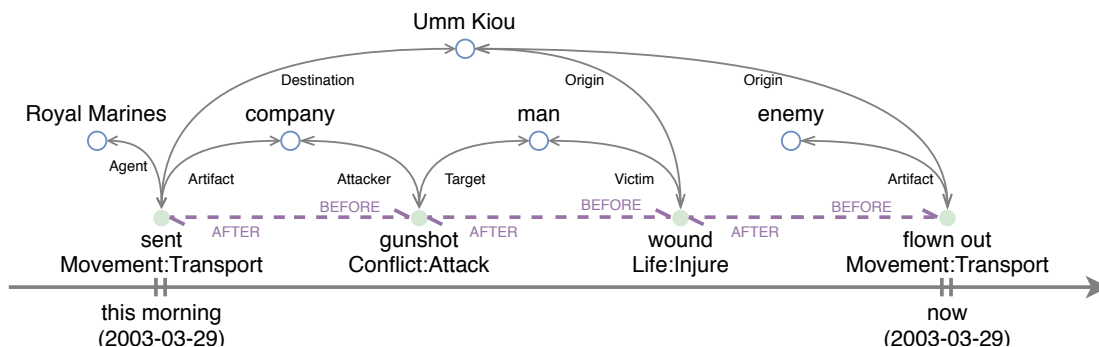 Umm Kiou
Destination
Origin
Origin
Royal Marines
company
man
enemy
Agent
Artifact
Attacker
Target
Victim
Artifact
BEFORE
BEFORE
BEFORE
AFTER
AFTER
AFTER
sent
gunshot
wound
flown out
Movement:Transport
Conflict:Attack
Life:Injure
Movement:Transport
this morning
(2003-03-29)
now
(2003-03-29)